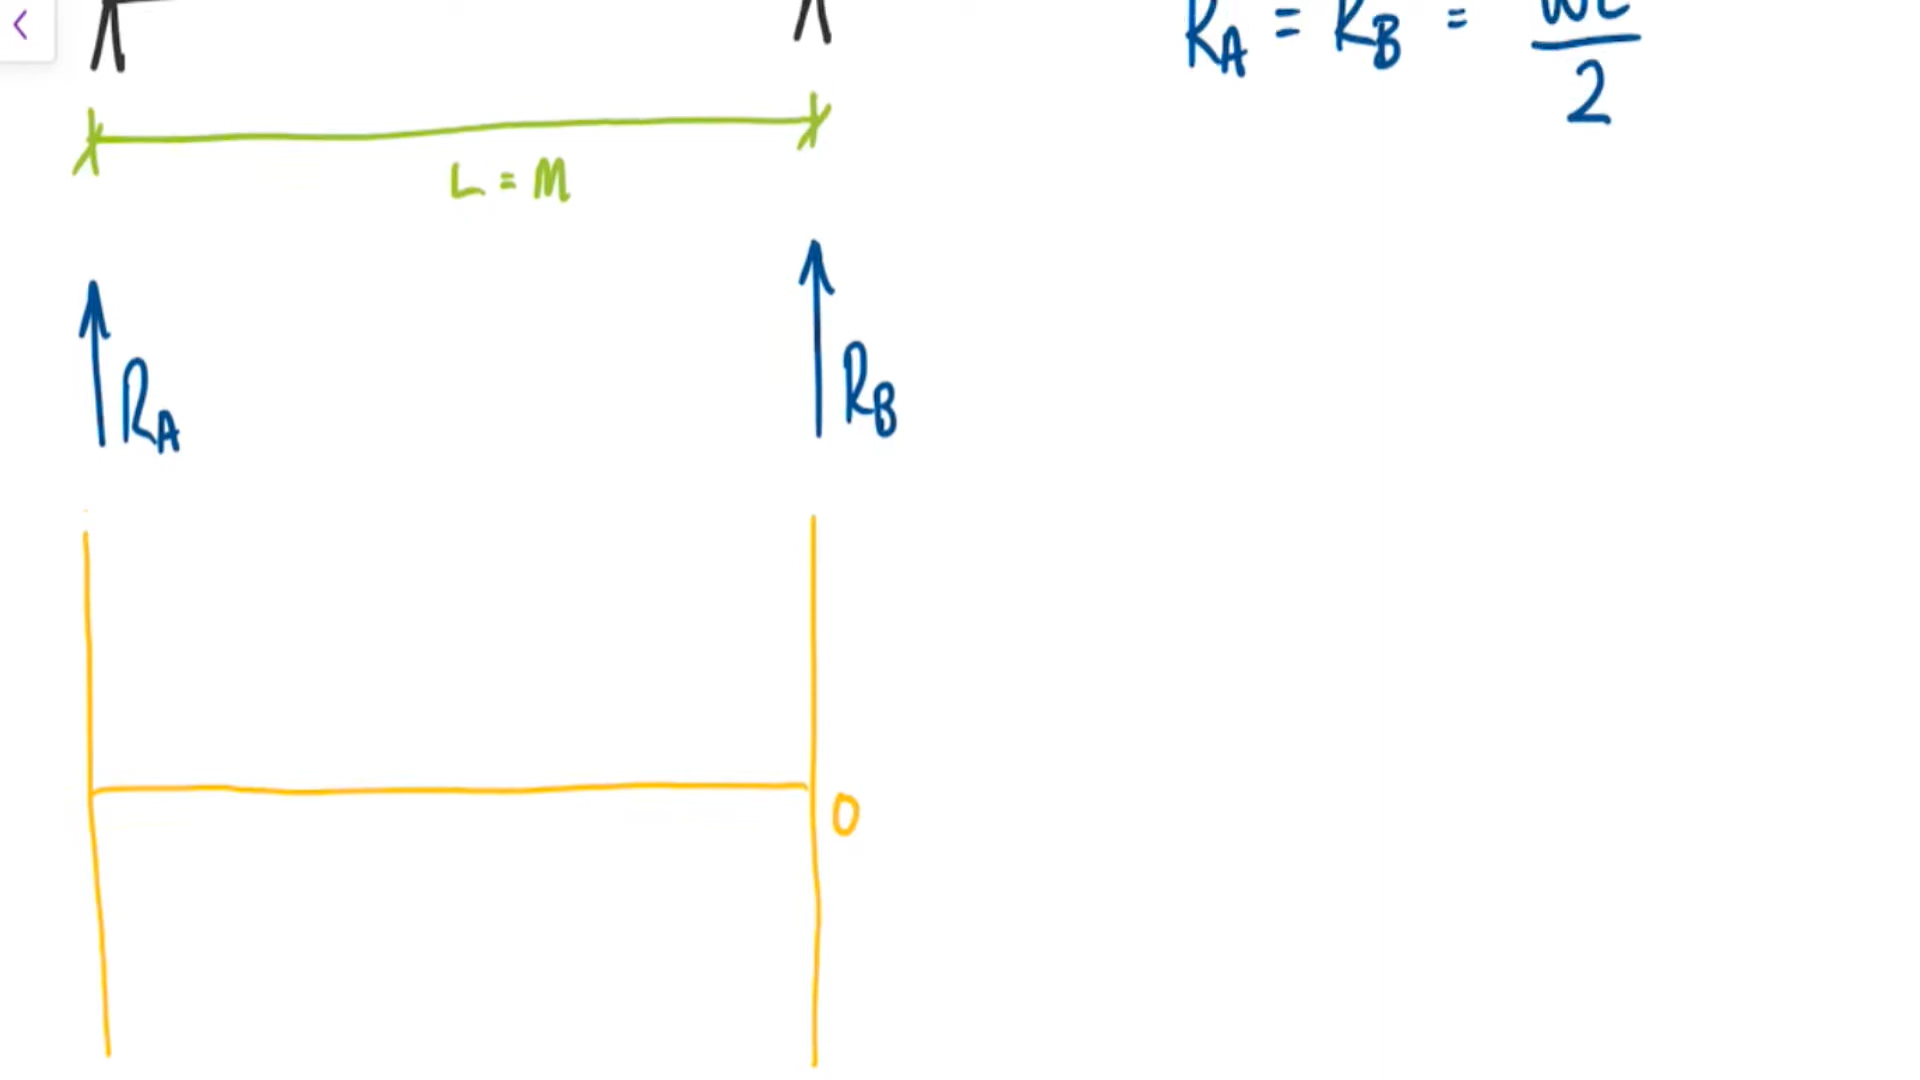 RA = RB = WL
2
L = M
RA
RB
0